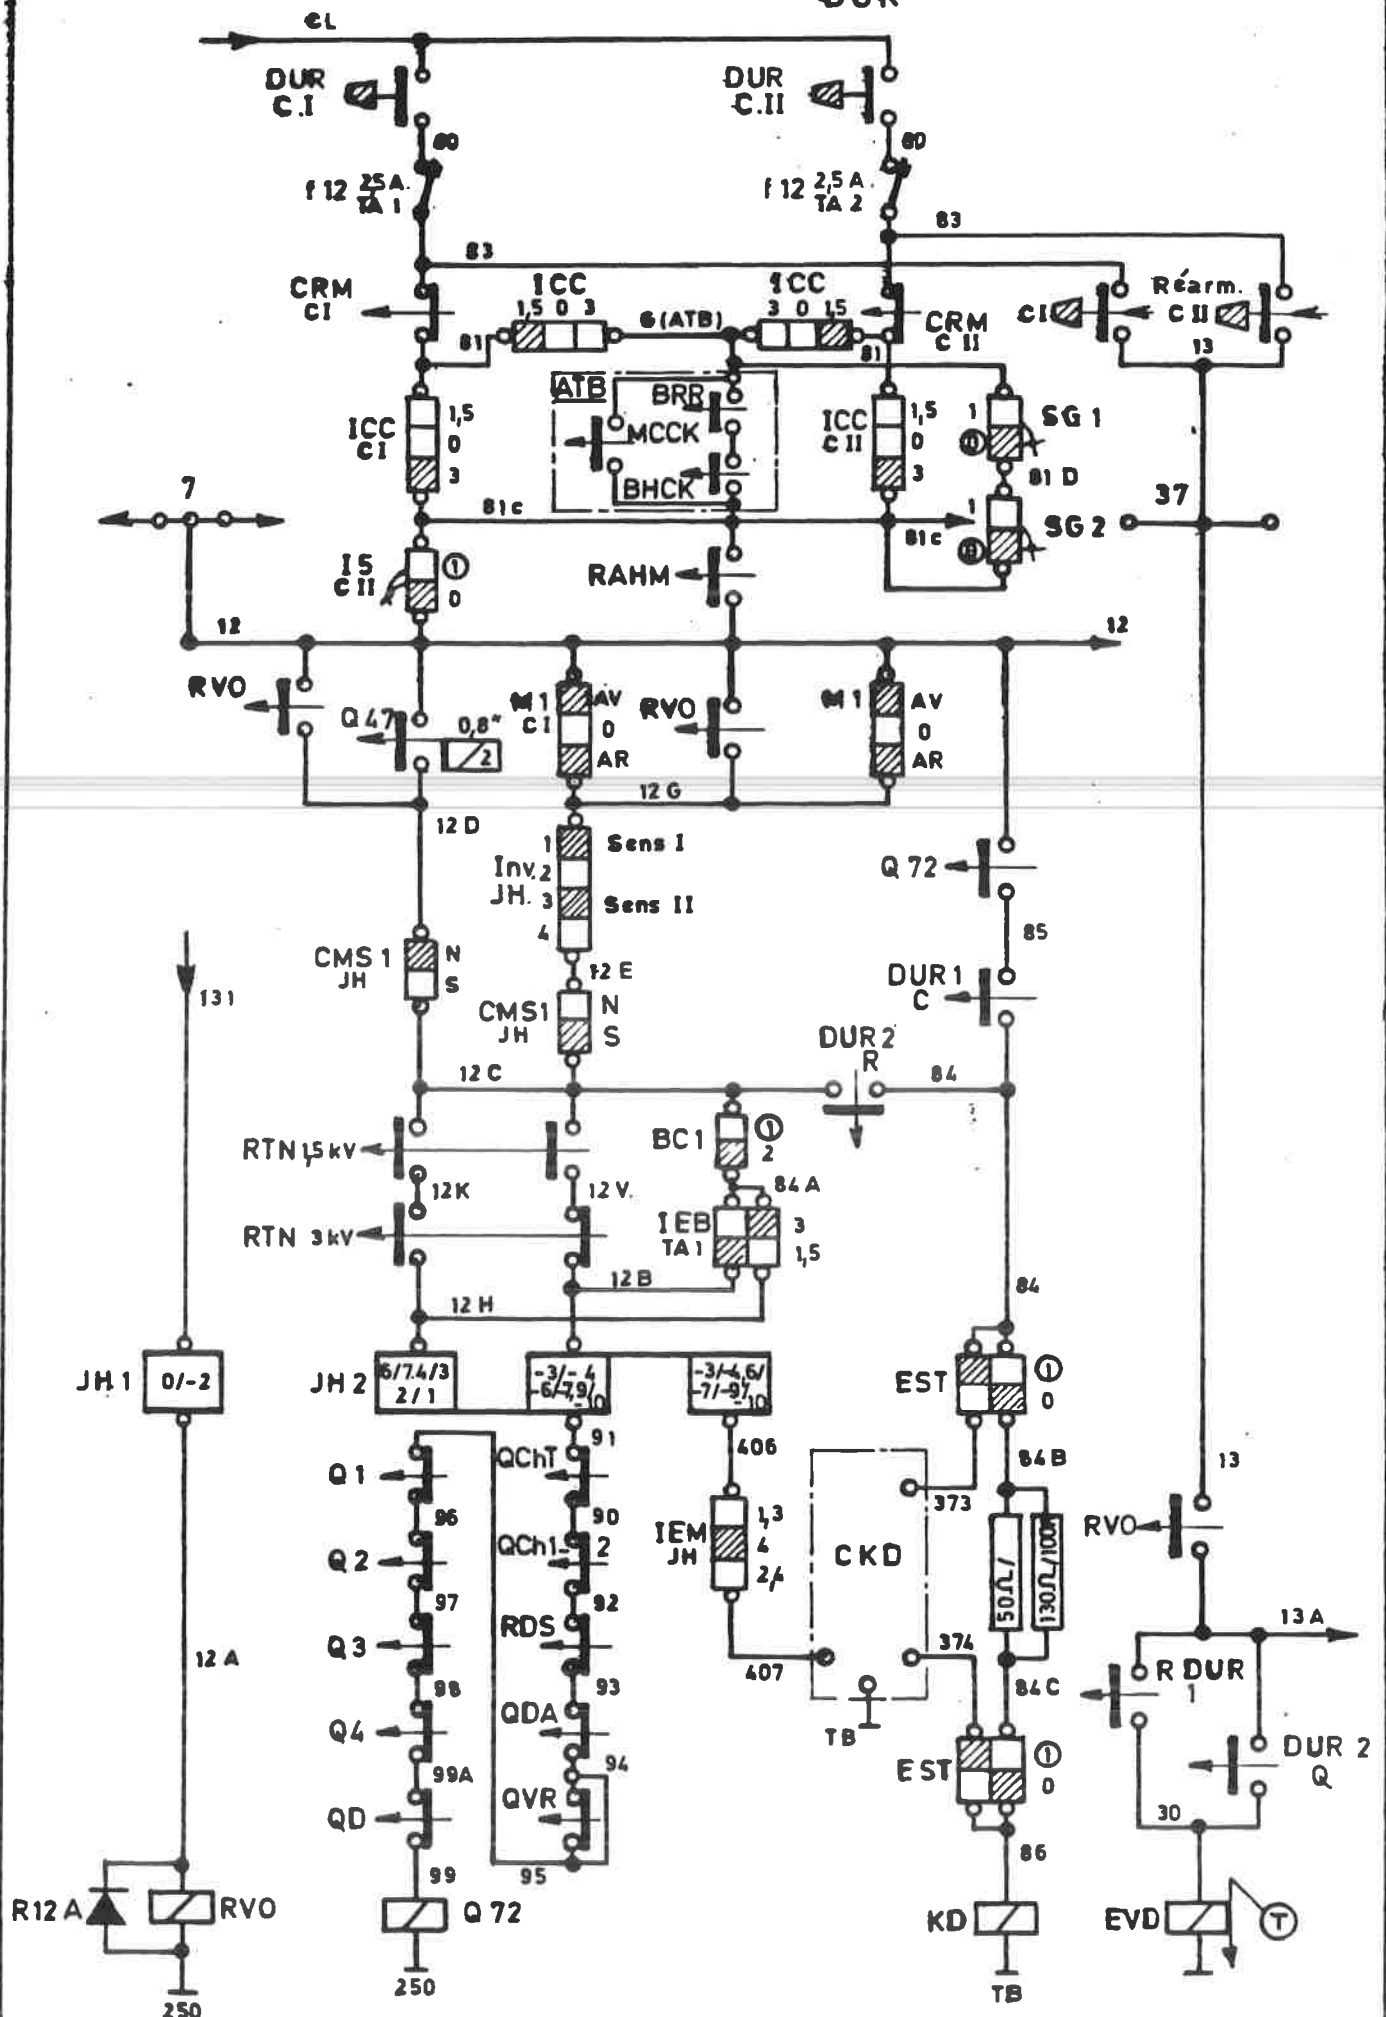 DUR
CL
DUR
C.I
DUR
C.II
80
80
f 12 25 A.
TA 1
f 12 2,5 A.
TA 2
83
83
CRM
CI
ICC
1,5 0 3
6 (ATB)
ICC
3 0 1,5
CRM
C II
CI
Réarm.
C II
81
81
13
ATB
BRR
MCCK
BHCK
ICC
CI
1,5
0
3
ICC
C II
1,5
0
3
1
0
SG 1
81 D
1
0
SG 2
37
7
81c
81c
I5
C II
1
0
RAHM
12
12
RVO
Q 47
0,8"
2
M 1
C I
AV
0
AR
RVO
M 1
AV
0
AR
12 G
12 D
1
Inv. 2
JH. 3
4
Sens I
Sens II
Q 72
85
CMS 1
JH
N
S
12 E
CMS1
JH
N
S
DUR 1
C
131
DUR 2
R
12 C
84
RTN 1,5 kV
BC 1
1
2
84 A
12K
12 V.
RTN 3 kV
IEB
TA 1
3
1,5
12 B
12 H
84
JH 1
0/-2
JH 2
6/7.4/3
2/1
-3/-4
-6/-7,9/
-10
-3/-4,6/
-7/-9/
-10
EST
1
0
91
406
84 B
13
Q 1
QChT
373
96
90
IEM
JH
1,3
4
2,4
CKD
50Ω/
130Ω/100
RVO
Q 2
QCh1_ 2
97
92
Q 3
RDS
407
374
13 A
12 A
98
93
84 C
R DUR
1
Q4
QDA
TB
99A
94
EST
1
0
DUR 2
Q
QD
QVR
30
99
95
86
R12 A
RVO
Q 72
KD
EVD
T
250
250
TB